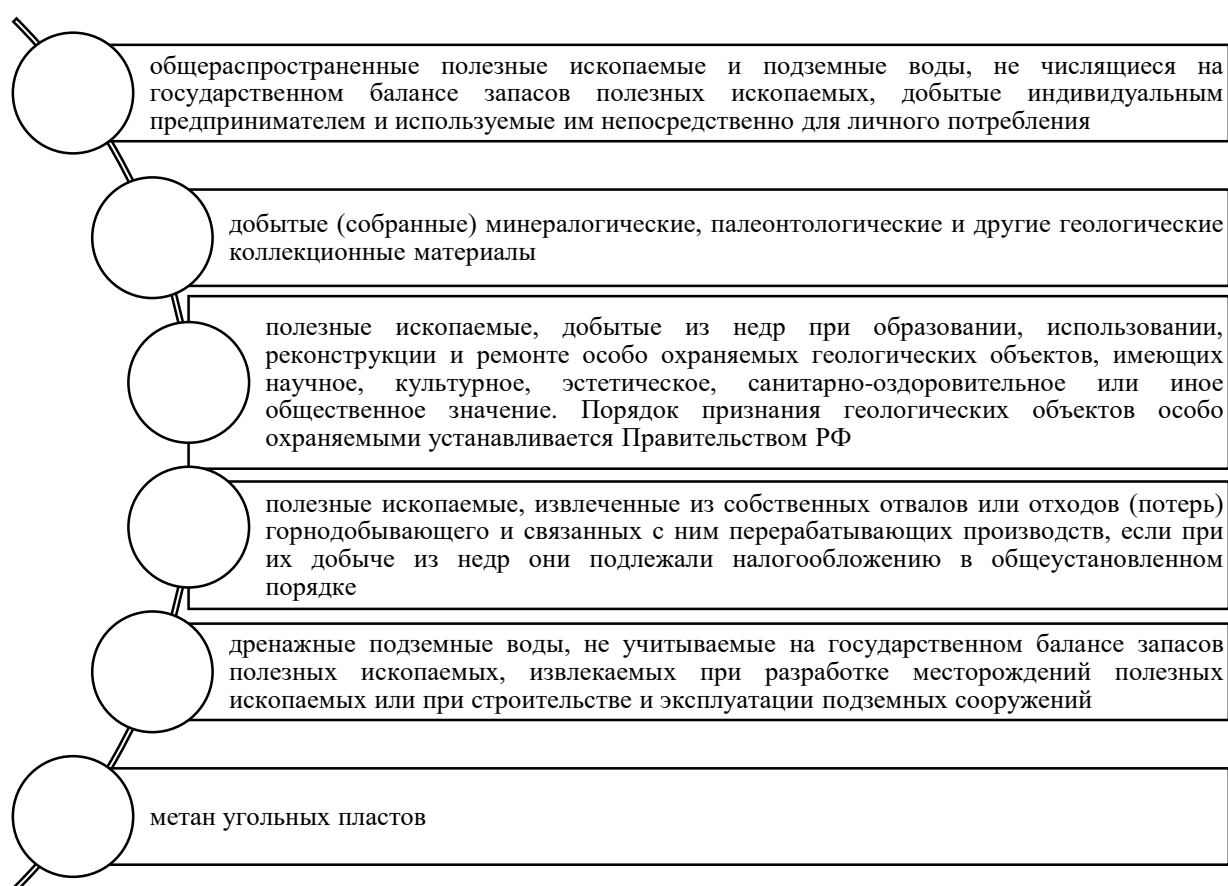 общераспространенные полезные ископаемые и подземные воды, не числящиеся на
государственном балансе запасов полезных ископаемых, добытые индивидуальным
предпринимателем и используемые им непосредственно для личного потребления
добытые (собранные) минералогические, палеонтологические и другие геологические
коллекционные материалы
полезные ископаемые, добытые из недр при образовании, использовании,
реконструкции и ремонте особо охраняемых геологических объектов, имеющих
научное, культурное, эстетическое, санитарно-оздоровительное или иное
общественное значение. Порядок признания геологических объектов особо
охраняемыми устанавливается Правительством РФ
полезные ископаемые, извлеченные из собственных отвалов или отходов (потерь)
горнодобывающего и связанных с ним перерабатывающих производств, если при
их добыче из недр они подлежали налогообложению в общеустановленном
порядке
дренажные подземные воды, не учитываемые на государственном балансе запасов
полезных ископаемых, извлекаемых при разработке месторождений полезных
ископаемых или при строительстве и эксплуатации подземных сооружений
метан угольных пластов